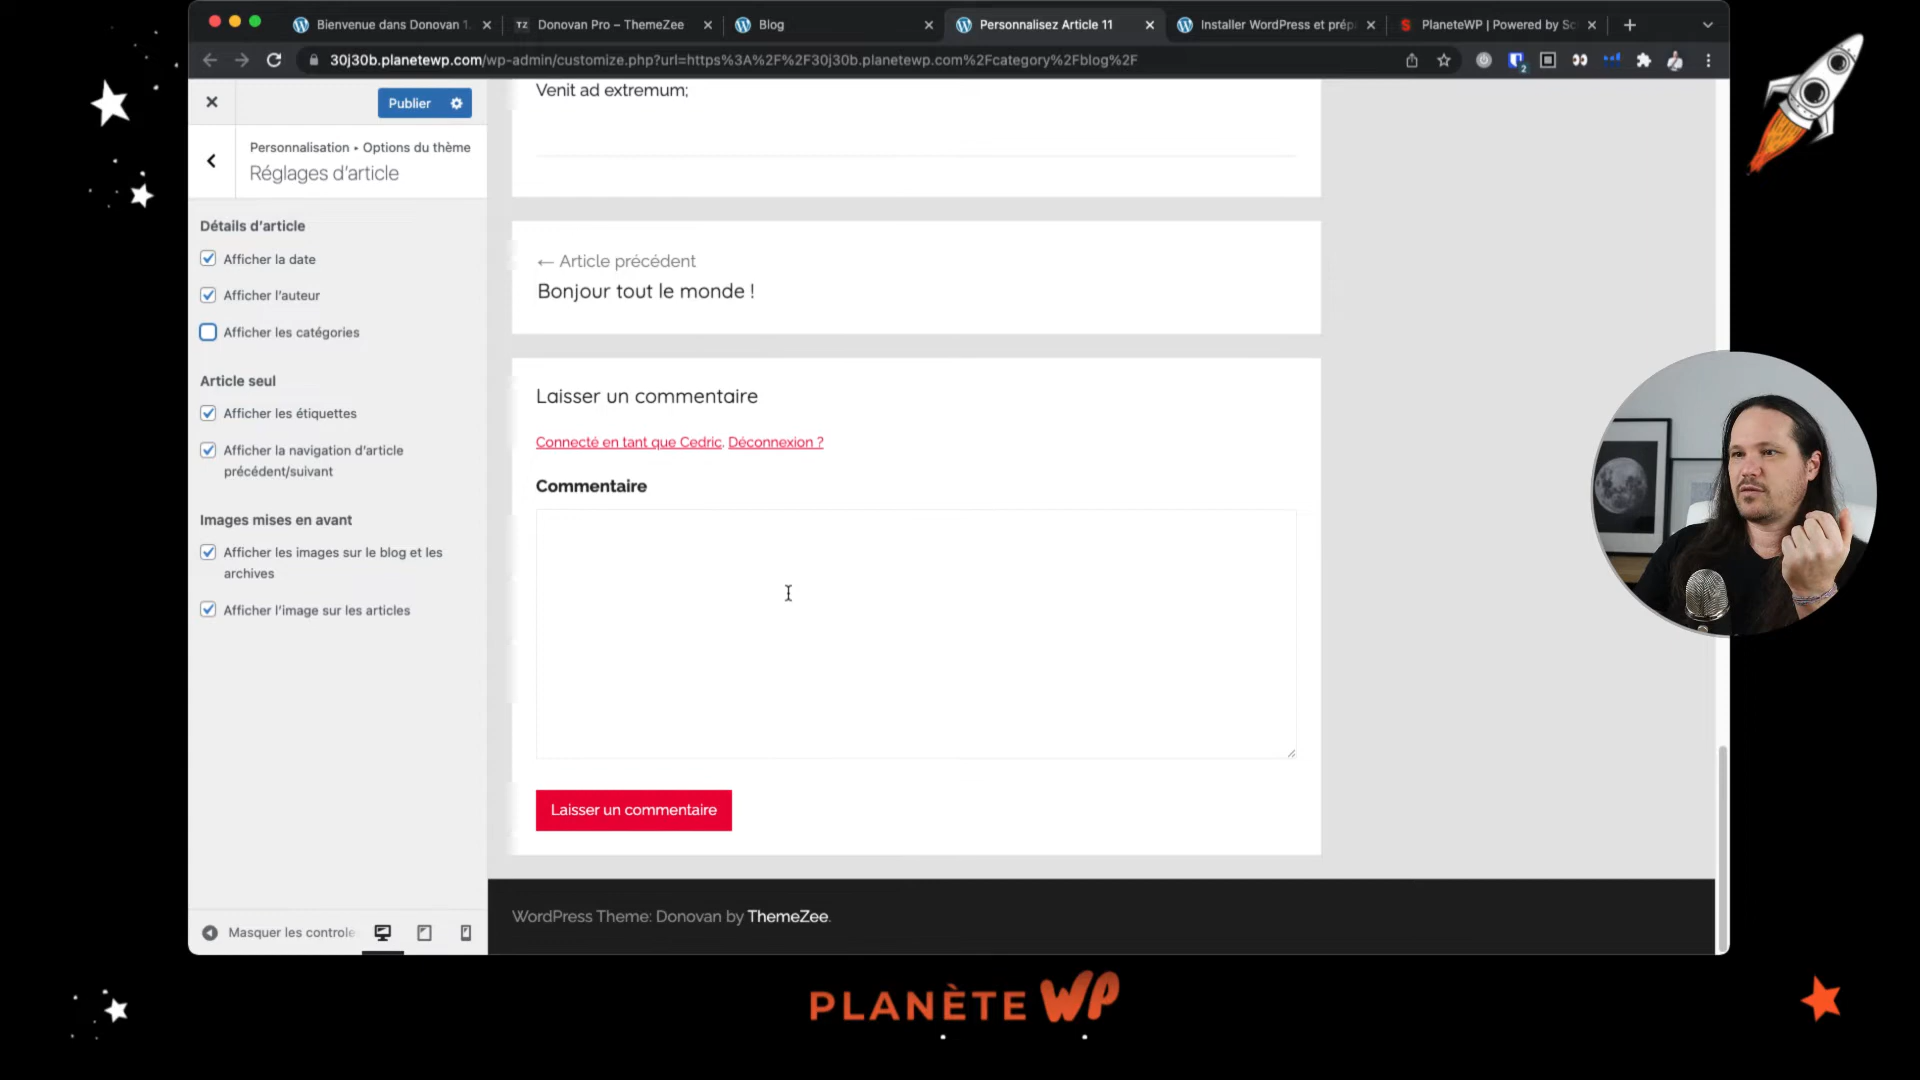 Bienvenue dans Donovan 1.
TZ Donovan Pro – ThemeZee
Blog
Personnalisez Article 11
Installer WordPress et prép
S PlaneteWP | Powered by Sc
30j30b.planetewp.com/wp-admin/customize.php?url=https%3A%2F%2F30j30b.planetewp.com%2Fcategory%2Fblog%2F
2
Publier
Personnalisation • Options du thème
Réglages d’article
Détails d’article
Afficher la date
Afficher l’auteur
Afficher les catégories
Article seul
Afficher les étiquettes
Afficher la navigation d’article
précédent/suivant
Images mises en avant
Afficher les images sur le blog et les
archives
Afficher l’image sur les articles
Masquer les controle
Venit ad extremum;
← Article précédent
Bonjour tout le monde !
Laisser un commentaire
Connecté en tant que Cedric. Déconnexion ?
Commentaire
Laisser un commentaire
WordPress Theme: Donovan by ThemeZee.
PLANÈTE WP